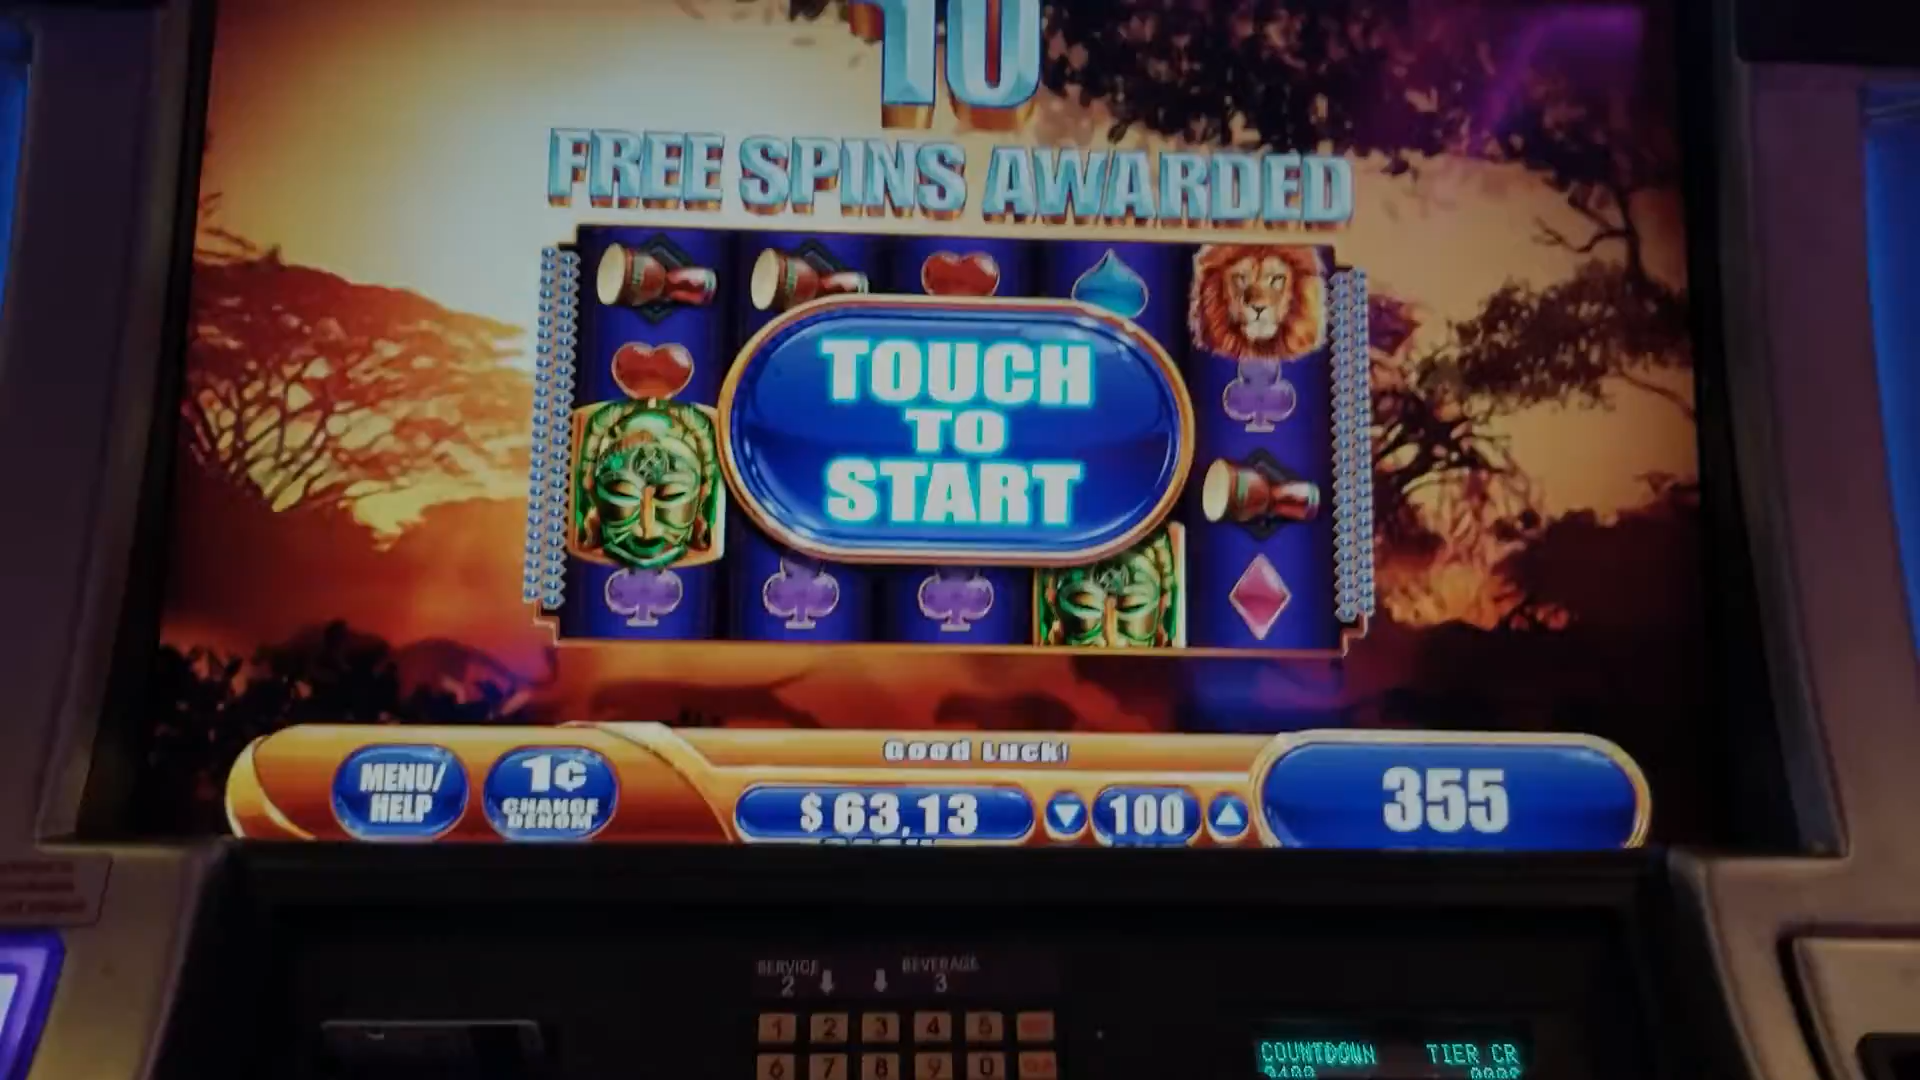 10
FREE SPINS AWARDED
TOUCH
TO
START
Good Luck!
MENU/
HELP
1¢
CHANGE
DENOM
$63.13
100
355
SERVICE
2
BEVERAGE
3
1 2 3 4 5
6 7 8 9 0
COUNTDOWN TIER CR